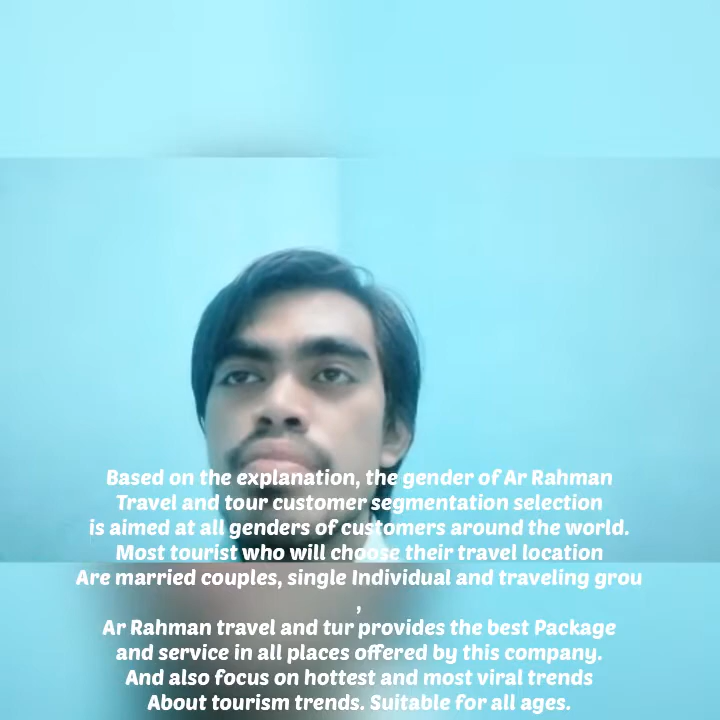 Based on the explanation, the gender of Ar Rahman
Travel and tour customer segmentation selection
is aimed at all genders of customers around the world.
Most tourist who will choose their travel location
Are married couples, single Individual and traveling grou
,
Ar Rahman travel and tur provides the best Package
and service in all places offered by this company.
And also focus on hottest and most viral trends
About tourism trends. Suitable for all ages.